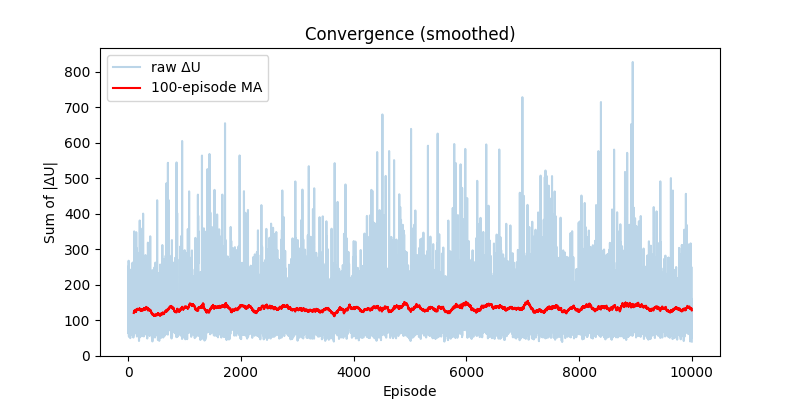 Convergence (smoothed)
raw ΔU
100-episode MA
Sum of |ΔU|
800
700
600
500
400
300
200
100
0
0 2000 4000 6000 8000 10000
Episode